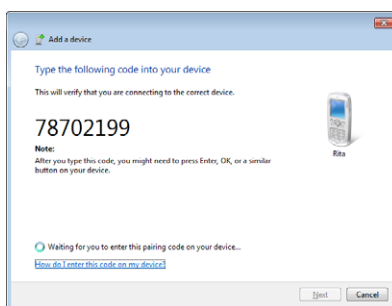 Add a device
Type the following code into your device
This will verify that you are connecting to the correct device.
78702199
Note:
After you type this code, you might need to press Enter, OK, or a similar
button on your device.
Rita
Waiting for you to enter this pairing code on your device...
How do I enter this code on my device?
Next Cancel